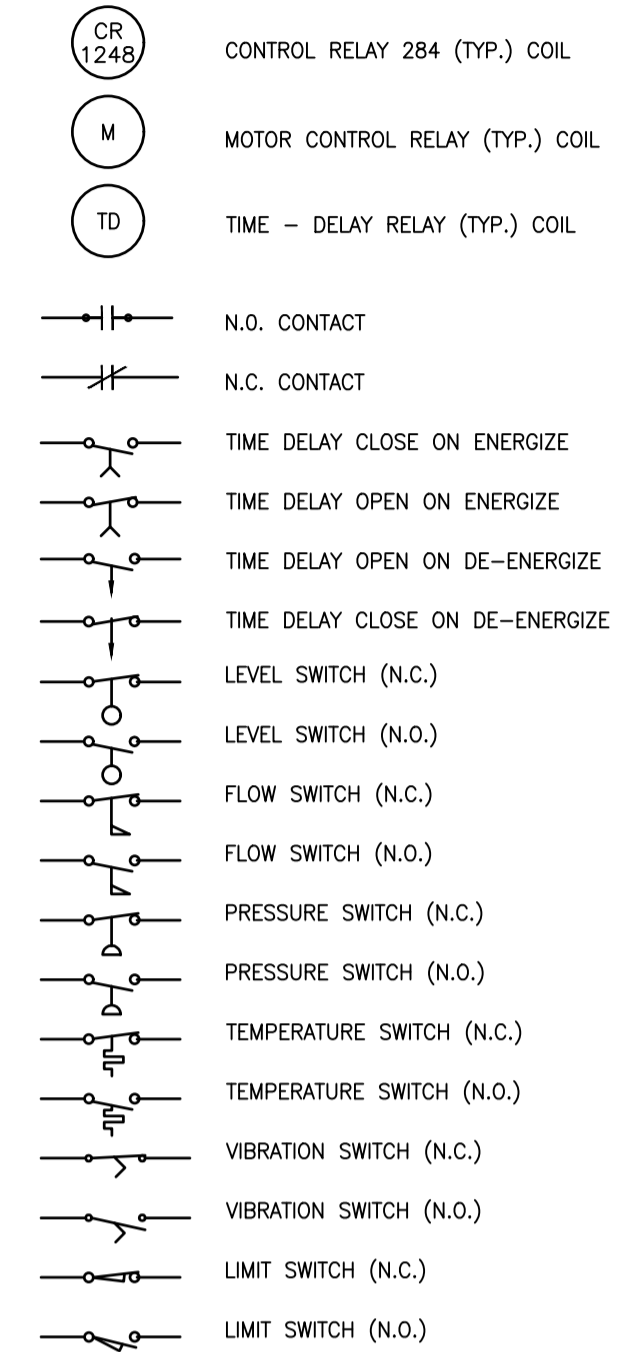 CR
1248
CONTROL RELAY 284 (TYP.) COIL
M
MOTOR CONTROL RELAY (TYP.) COIL
TD
TIME – DELAY RELAY (TYP.) COIL
N.O. CONTACT
N.C. CONTACT
TIME DELAY CLOSE ON ENERGIZE
TIME DELAY OPEN ON ENERGIZE
TIME DELAY OPEN ON DE–ENERGIZE
TIME DELAY CLOSE ON DE–ENERGIZE
LEVEL SWITCH (N.C.)
LEVEL SWITCH (N.O.)
FLOW SWITCH (N.C.)
FLOW SWITCH (N.O.)
PRESSURE SWITCH (N.C.)
PRESSURE SWITCH (N.O.)
TEMPERATURE SWITCH (N.C.)
TEMPERATURE SWITCH (N.O.)
VIBRATION SWITCH (N.C.)
VIBRATION SWITCH (N.O.)
LIMIT SWITCH (N.C.)
LIMIT SWITCH (N.O.)